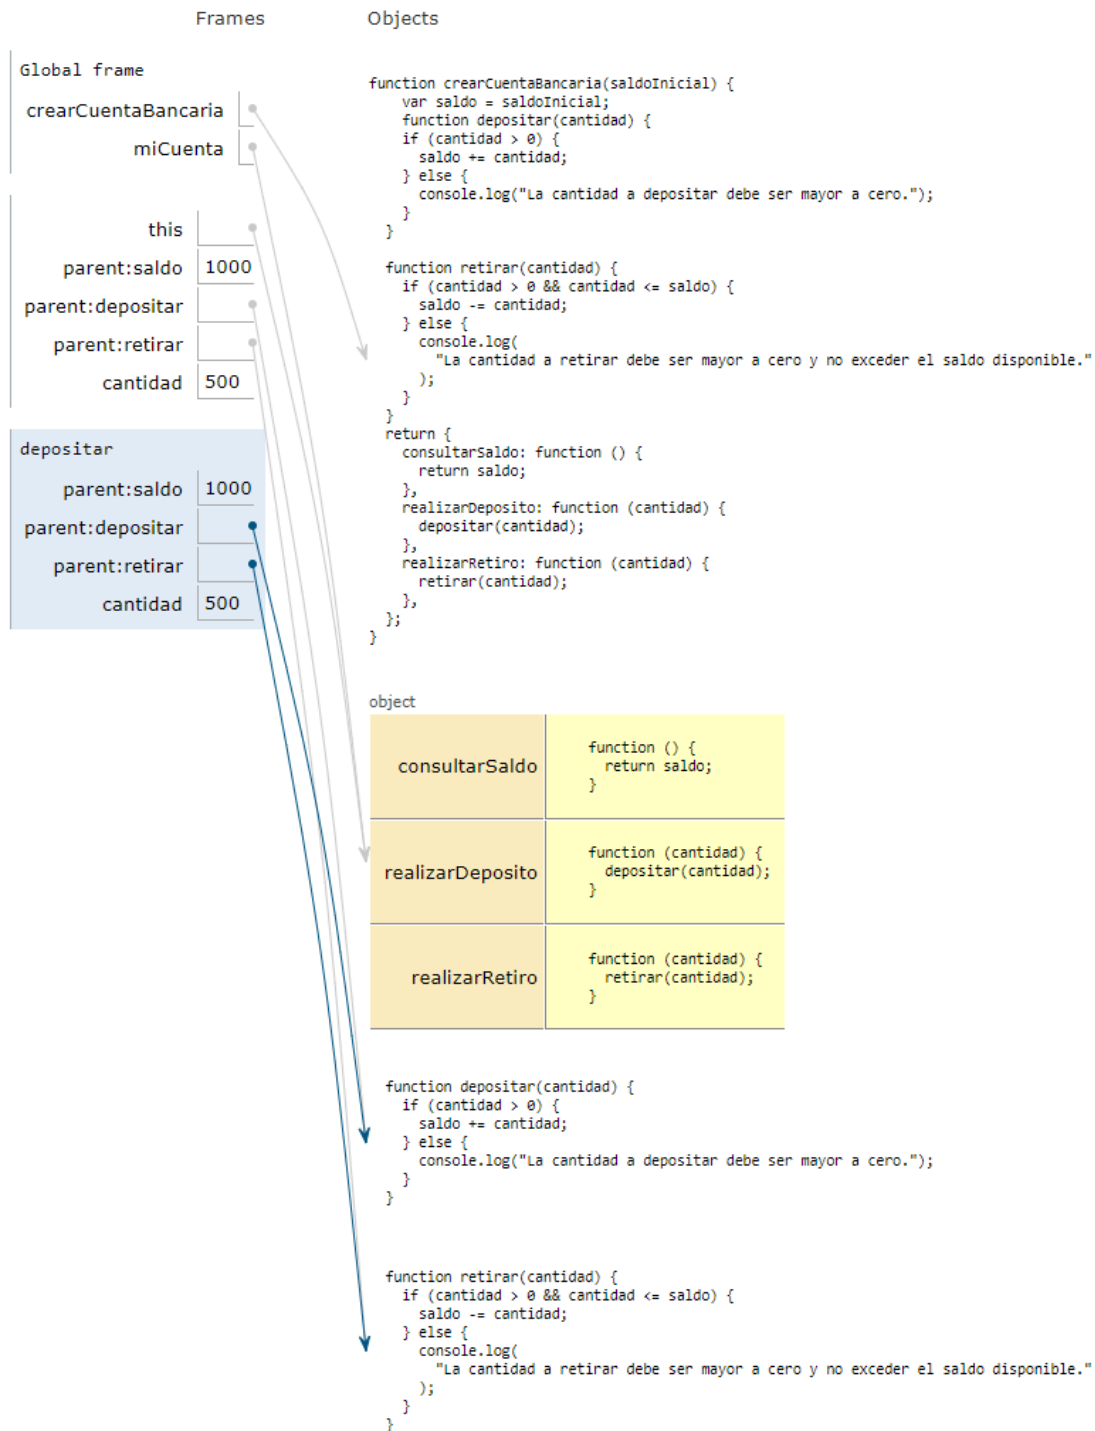 Frames Objects
Global frame
crearCuentaBancaria
miCuenta
this
parent:saldo 1000
parent:depositar
parent:retirar
cantidad 500
depositar
parent:saldo 1000
parent:depositar
parent:retirar
cantidad 500
function crearCuentaBancaria(saldoInicial) {
    var saldo = saldoInicial;
    function depositar(cantidad) {
    if (cantidad > 0) {
      saldo += cantidad;
    } else {
      console.log("La cantidad a depositar debe ser mayor a cero.");
    }
  }
  function retirar(cantidad) {
    if (cantidad > 0 && cantidad <= saldo) {
      saldo -= cantidad;
    } else {
      console.log(
        "La cantidad a retirar debe ser mayor a cero y no exceder el saldo disponible."
      );
    }
  }
  return {
    consultarSaldo: function () {
      return saldo;
    },
    realizarDeposito: function (cantidad) {
      depositar(cantidad);
    },
    realizarRetiro: function (cantidad) {
      retirar(cantidad);
    },
  };
}
object
consultarSaldo
function () {
  return saldo;
}
realizarDeposito
function (cantidad) {
  depositar(cantidad);
}
realizarRetiro
function (cantidad) {
  retirar(cantidad);
}
  function depositar(cantidad) {
    if (cantidad > 0) {
      saldo += cantidad;
    } else {
      console.log("La cantidad a depositar debe ser mayor a cero.");
    }
  }
  function retirar(cantidad) {
    if (cantidad > 0 && cantidad <= saldo) {
      saldo -= cantidad;
    } else {
      console.log(
        "La cantidad a retirar debe ser mayor a cero y no exceder el saldo disponible."
      );
    }
  }